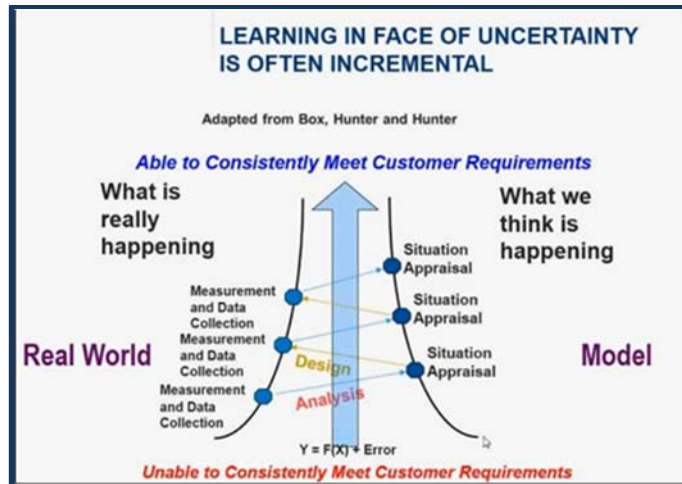 LEARNING IN FACE OF UNCERTAINTY
IS OFTEN INCREMENTAL
Adapted from Box, Hunter and Hunter
Able to Consistently Meet Customer Requirements
What is
really
happening
What we
think is
happening
Situation
Appraisal
Measurement
and Data
Collection
Situation
Appraisal
Real World
Measurement
and Data
Collection
Design
Situation
Appraisal
Model
Measurement
and Data
Collection
Analysis
Y = F(X) + Error
Unable to Consistently Meet Customer Requirements